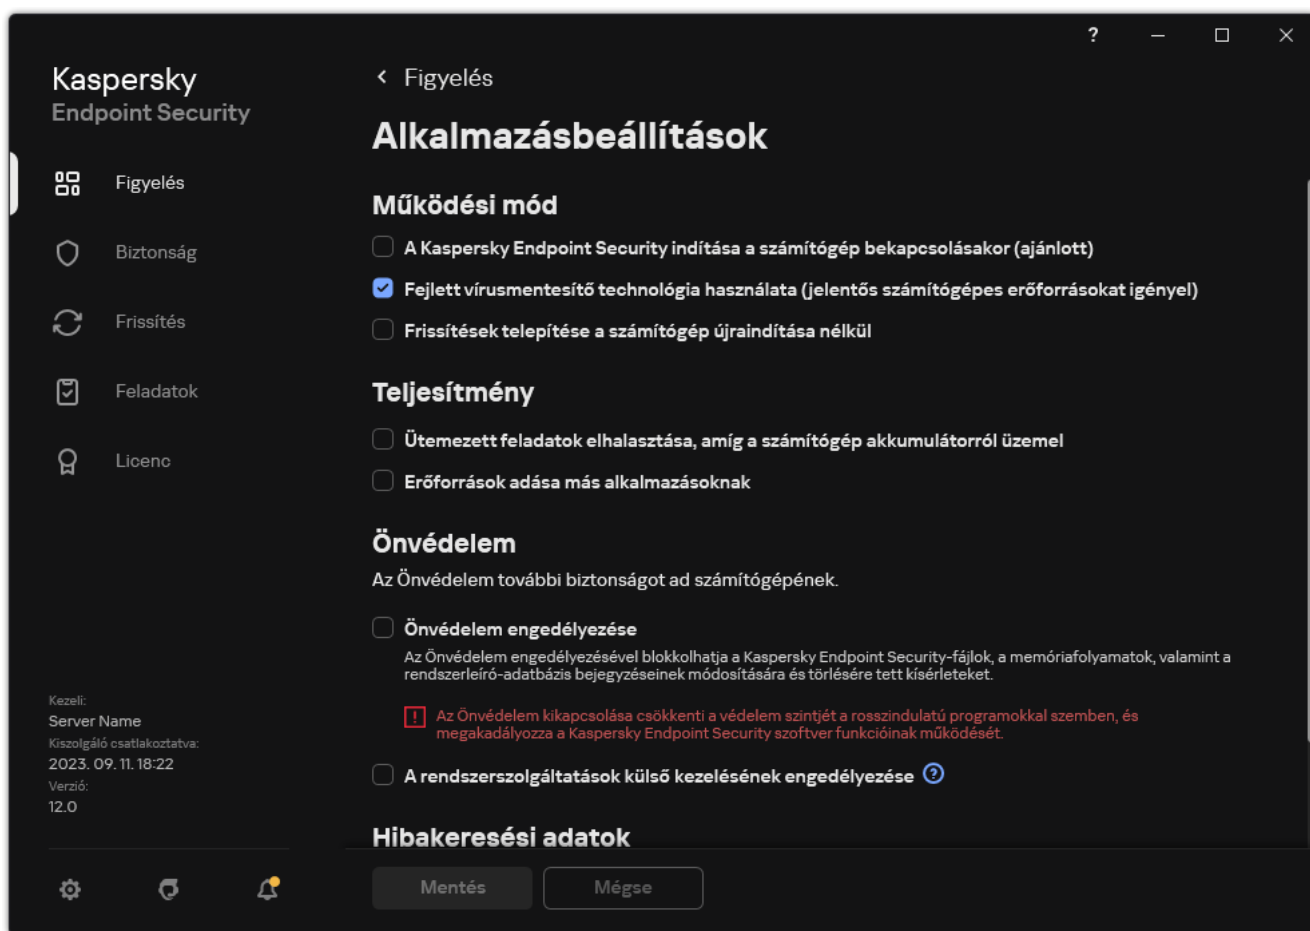 ?
Kaspersky
Endpoint Security
Figyelés
Biztonság
Frissítés
Feladatok
Licenc
Kezeli:
Server Name
Kiszolgáló csatlakoztatva:
2023. 09. 11. 18:22
Verzió:
12.0
Figyelés
Alkalmazásbeállítások
Működési mód
A Kaspersky Endpoint Security indítása a számítógép bekapcsolásakor (ajánlott)
Fejlett vírusmentesítő technológia használata (jelentős számítógépes erőforrásokat igényel)
Frissítések telepítése a számítógép újraindítása nélkül
Teljesítmény
Ütemezett feladatok elhalasztása, amíg a számítógép akkumulátorról üzemel
Erőforrások adása más alkalmazásoknak
Önvédelem
Az Önvédelem további biztonságot ad számítógépének.
Önvédelem engedélyezése
Az Önvédelem engedélyezésével blokkolhatja a Kaspersky Endpoint Security-fájlok, a memóriafolyamatok, valamint a
rendszerleíró-adatbázis bejegyzéseinek módosítására és törlésére tett kísérleteket.
Az Önvédelem kikapcsolása csökkenti a védelem szintjét a rosszindulatú programokkal szemben, és
megakadályozza a Kaspersky Endpoint Security szoftver funkcióinak működését.
A rendszerszolgáltatások külső kezelésének engedélyezése ?
Hibakeresési adatok
Mentés
Mégse